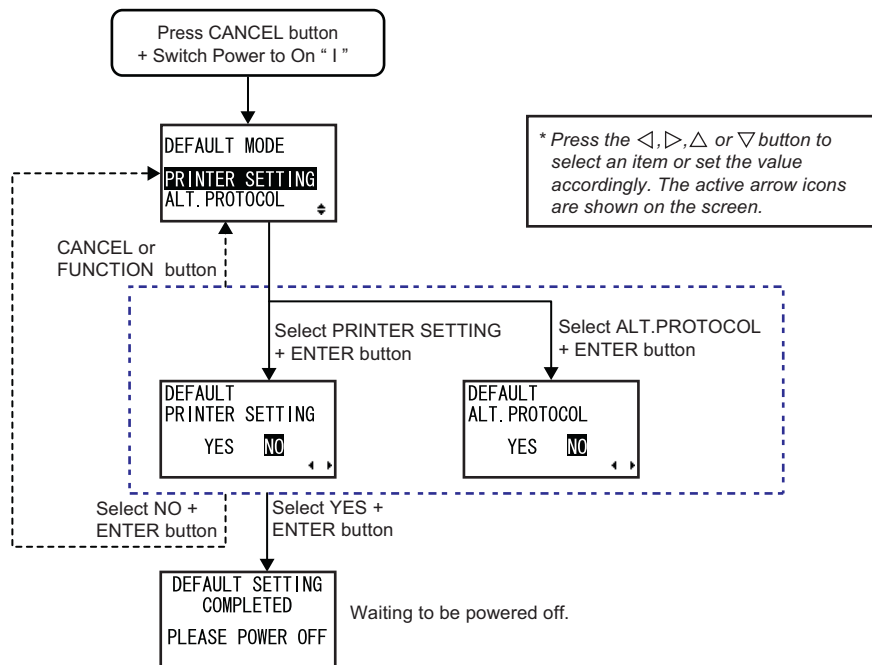 Press CANCEL button
+ Switch Power to On “ I ”
DEFAULT MODE
PRINTER SETTING
ALT.PROTOCOL
* Press the ◁,▷,△ or ▽ button to
select an item or set the value
accordingly. The active arrow icons
are shown on the screen.
CANCEL or
FUNCTION button
Select PRINTER SETTING
+ ENTER button
Select ALT.PROTOCOL
+ ENTER button
DEFAULT
PRINTER SETTING
YES NO
DEFAULT
ALT.PROTOCOL
YES NO
Select NO +
ENTER button
Select YES +
ENTER button
DEFAULT SETTING
COMPLETED
PLEASE POWER OFF
Waiting to be powered off.